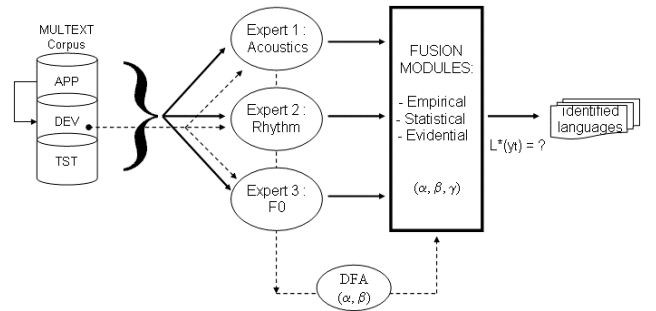 MULTEXT
Corpus
APP
DEV
TST
Expert 1 :
Acoustics
Expert 2 :
Rhythm
Expert 3 :
F0
FUSION
MODULES:
- Empirical
- Statistical
- Evidential
(α, β, γ)
DFA
(α, β)
L*(yt) = ?
identified
languages